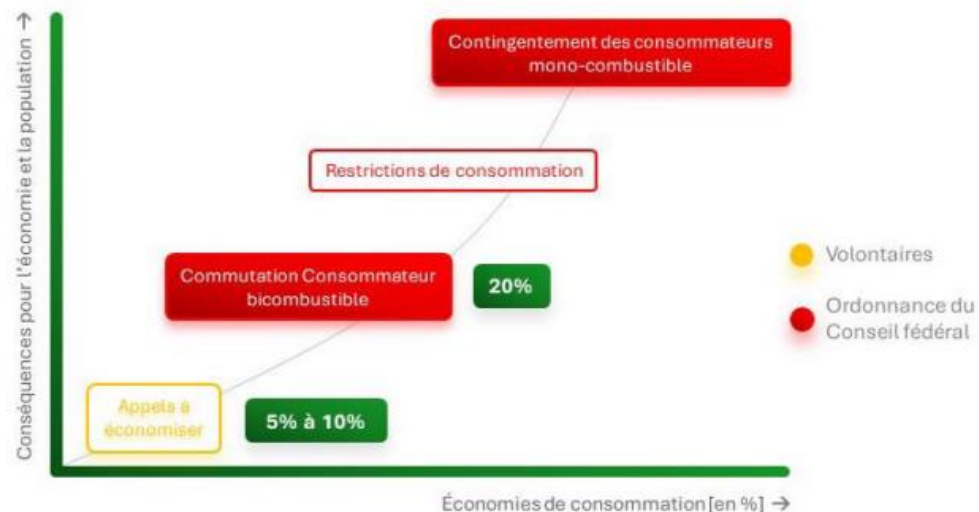 Conséquences pour l'économie et la population →
Contingentement des consommateurs
mono-combustible
Restrictions de consommation
Commutation Consommateur
bicombustible
20%
Appels à
économiser
5% à 10%
Volontaires
Ordonnance du
Conseil fédéral
Économies de consommation [en %] →